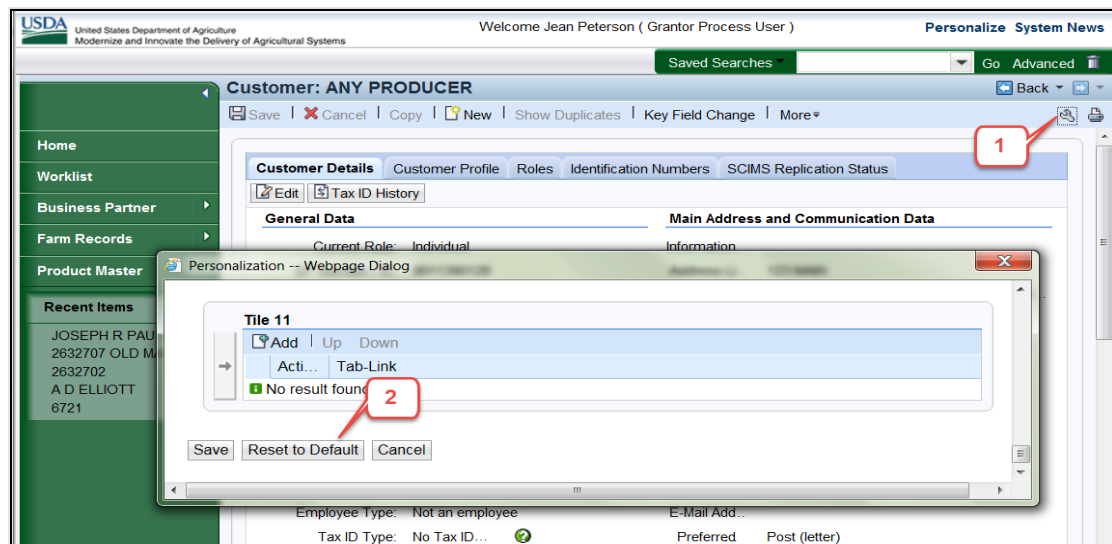 USDA United States Department of Agriculture
Modernize and Innovate the Delivery of Agricultural Systems
Welcome Jean Peterson ( Grantor Process User )
Personalize System News
Saved Searches Go Advanced
Customer: ANY PRODUCER Back
Save Cancel Copy New Show Duplicates Key Field Change More
1
Home
Worklist
Business Partner
Farm Records
Product Master
Recent Items
JOSEPH R PAU
2632707 OLD
2632702
A D ELLIOTT
6721
Customer Details Customer Profile Roles Identification Numbers SCIMS Replication Status
Edit Tax ID History
General Data Main Address and Communication Data
Current Role: Individual Information
Personalization -- Webpage Dialog
Tile 11
Add Up Down
Acti... Tab-Link
No result found
2
Save Reset to Default Cancel
Employee Type: Not an employee E-Mail Add..
Tax ID Type: No Tax ID... Preferred Post (letter)